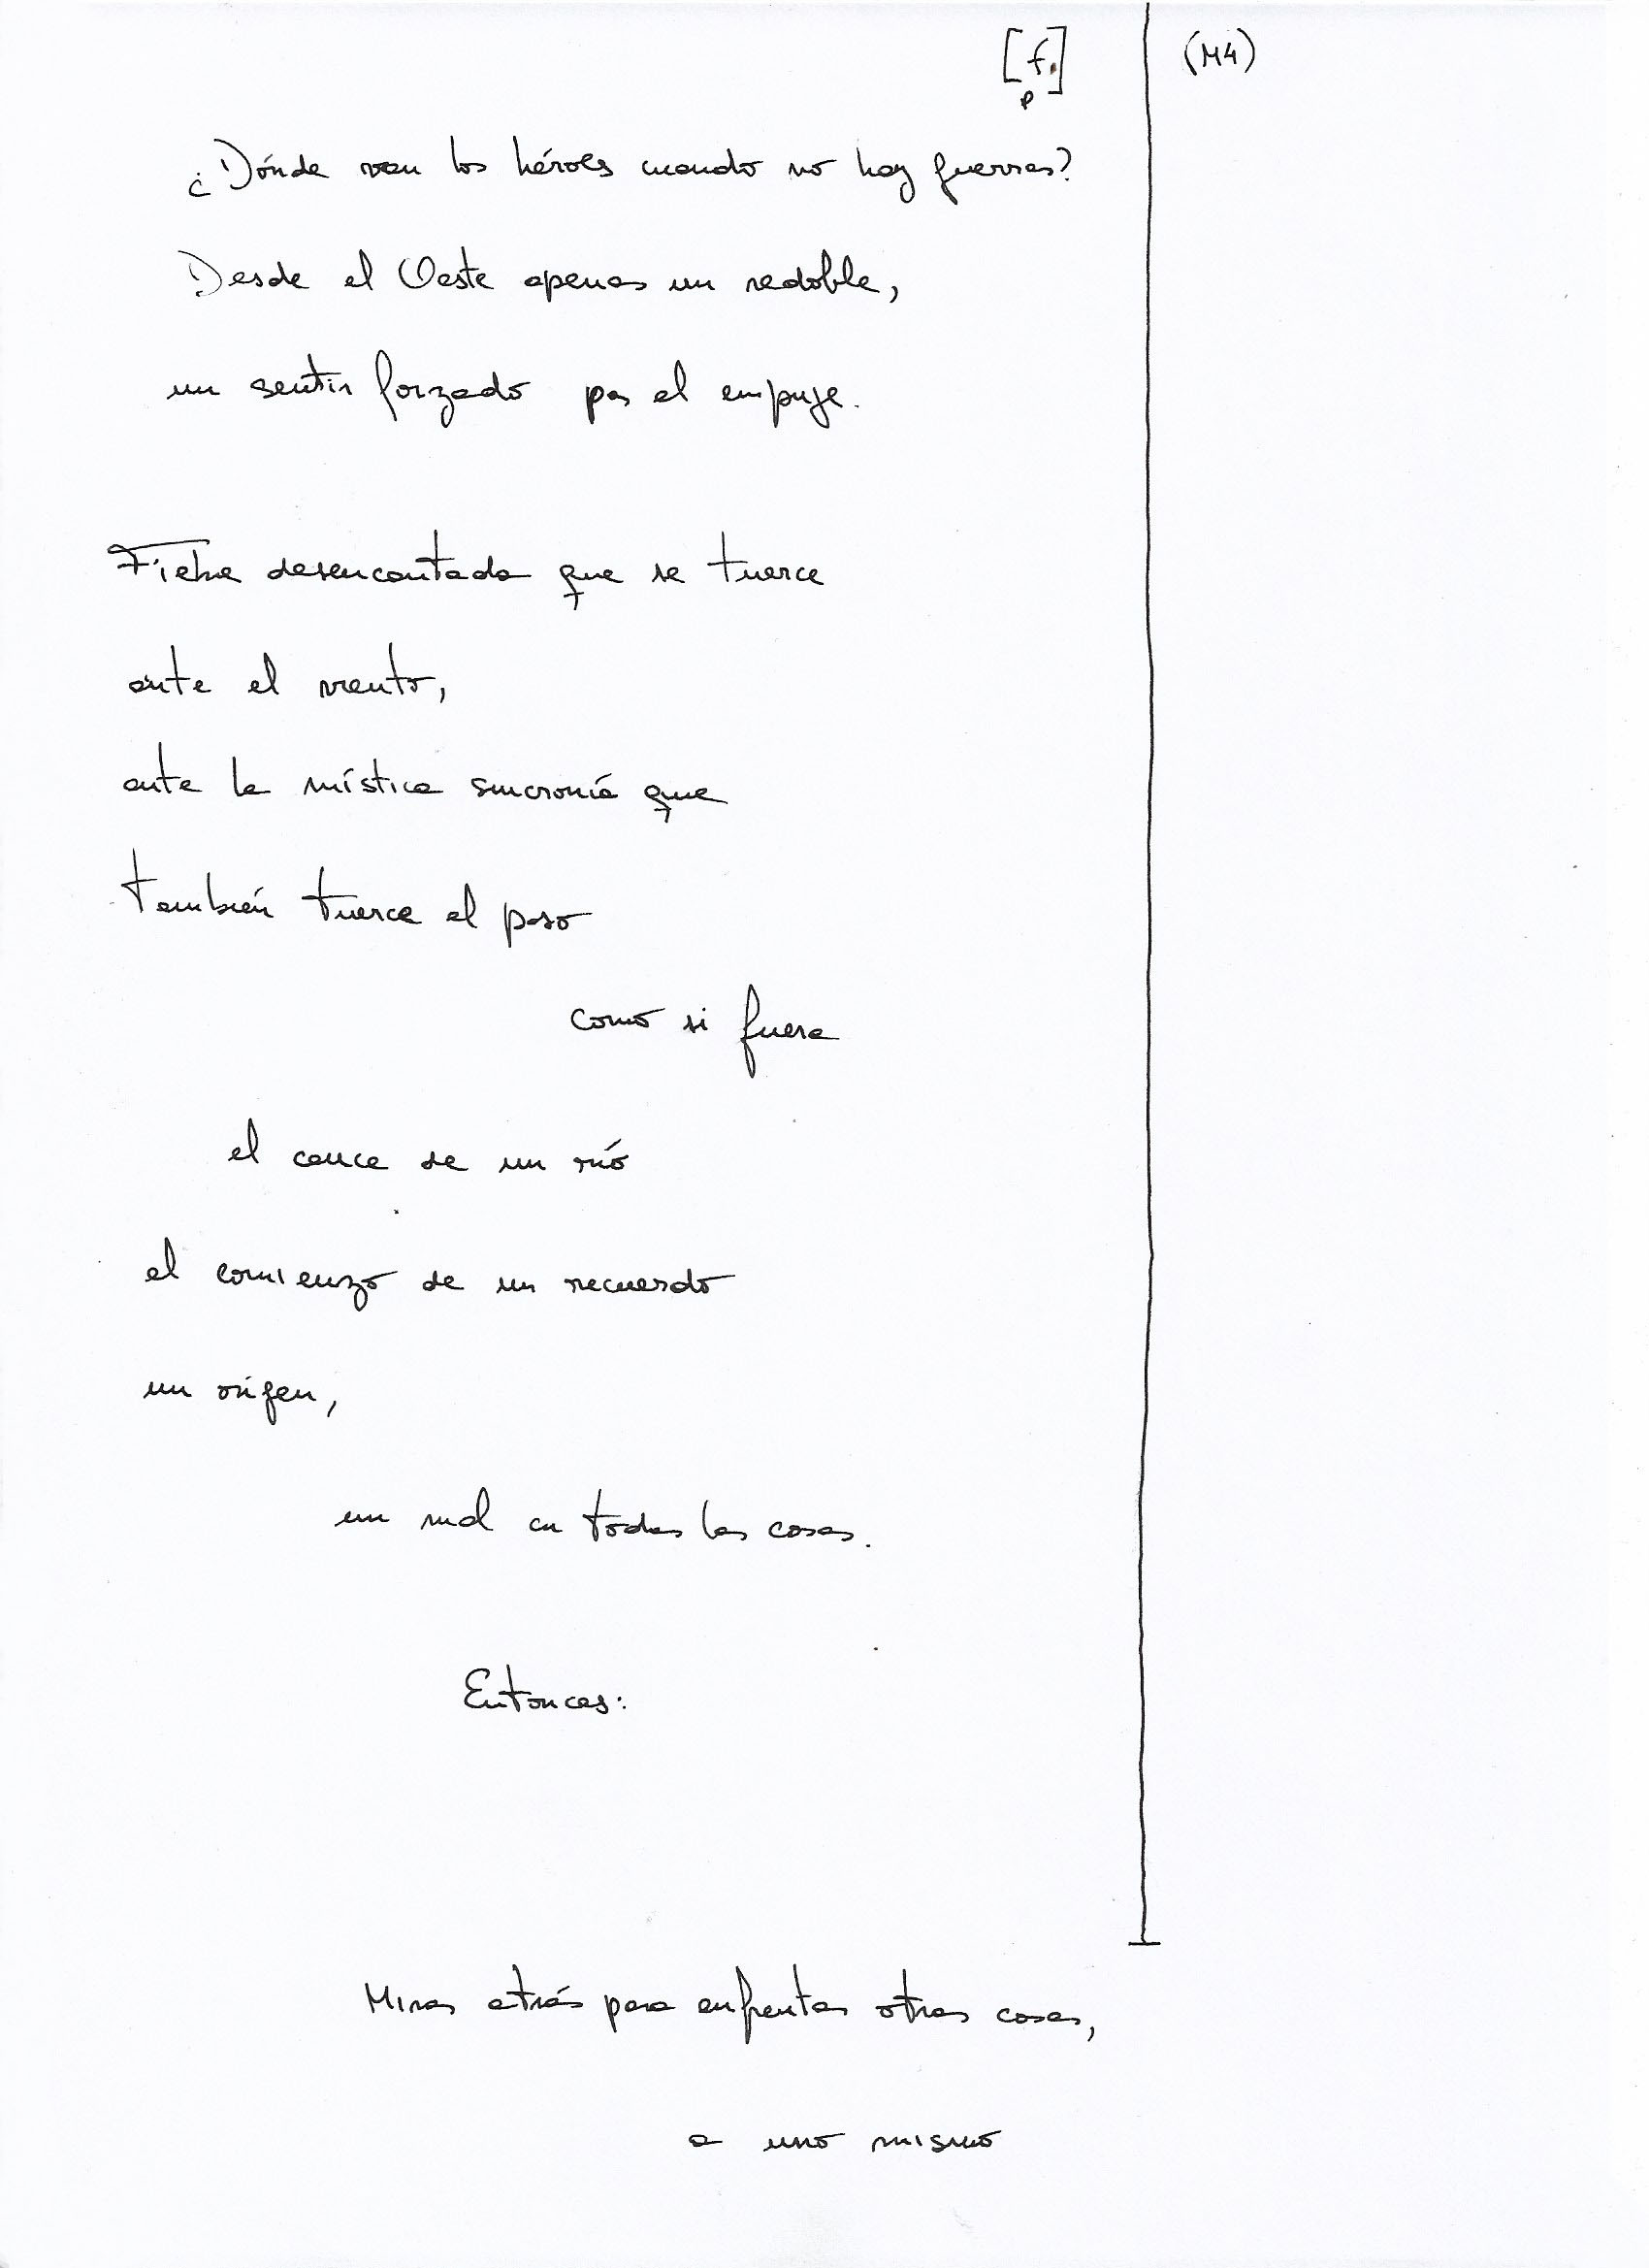 [f.] (M4)
p
¿Dónde van los héroes cuando no hay guerras?
Desde el Oeste apenas un redoble,
un sentir forzado por el empuje.
Fiebre desencantada que se tuerce
ante el viento,
ante la mística sincronía que
también tuerce el paso
como si fuera
el cauce de un río
el comienzo de un recuerdo
un origen,
un mal en todas las cosas.
Entonces:
Mirar atrás para enfrentar otras cosas,
a uno mismo